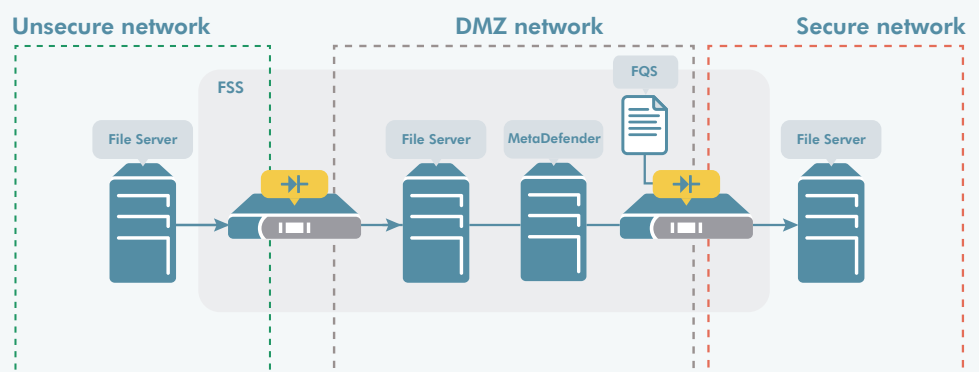 Unsecure network
DMZ network
Secure network
FSS
FQS
File Server
File Server
MetaDefender
File Server